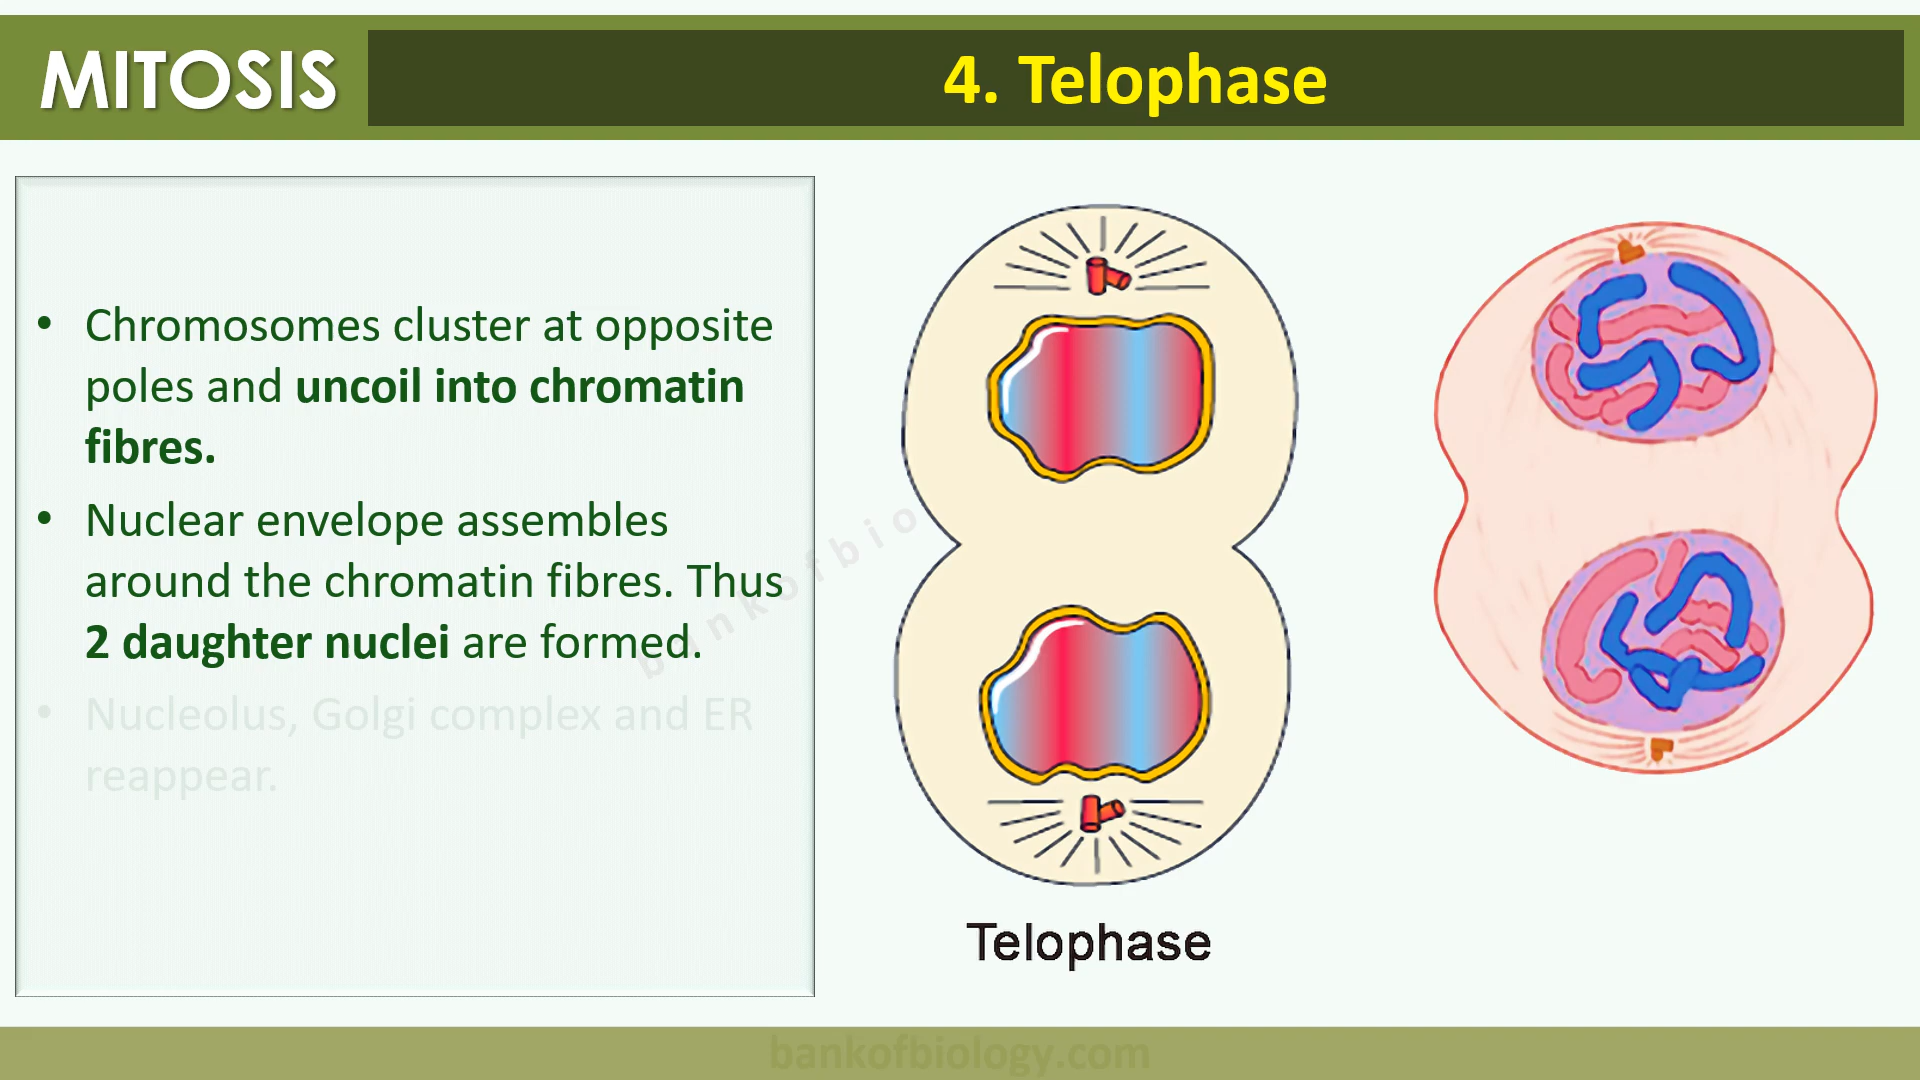 MITOSIS
4. Telophase
• Chromosomes cluster at opposite
poles and uncoil into chromatin
fibres.
• Nuclear envelope assembles
around the chromatin fibres. Thus
2 daughter nuclei are formed.
• Nucleolus, Golgi complex and ER
reappear.
bankofbio
Telophase
bankofbiology.com